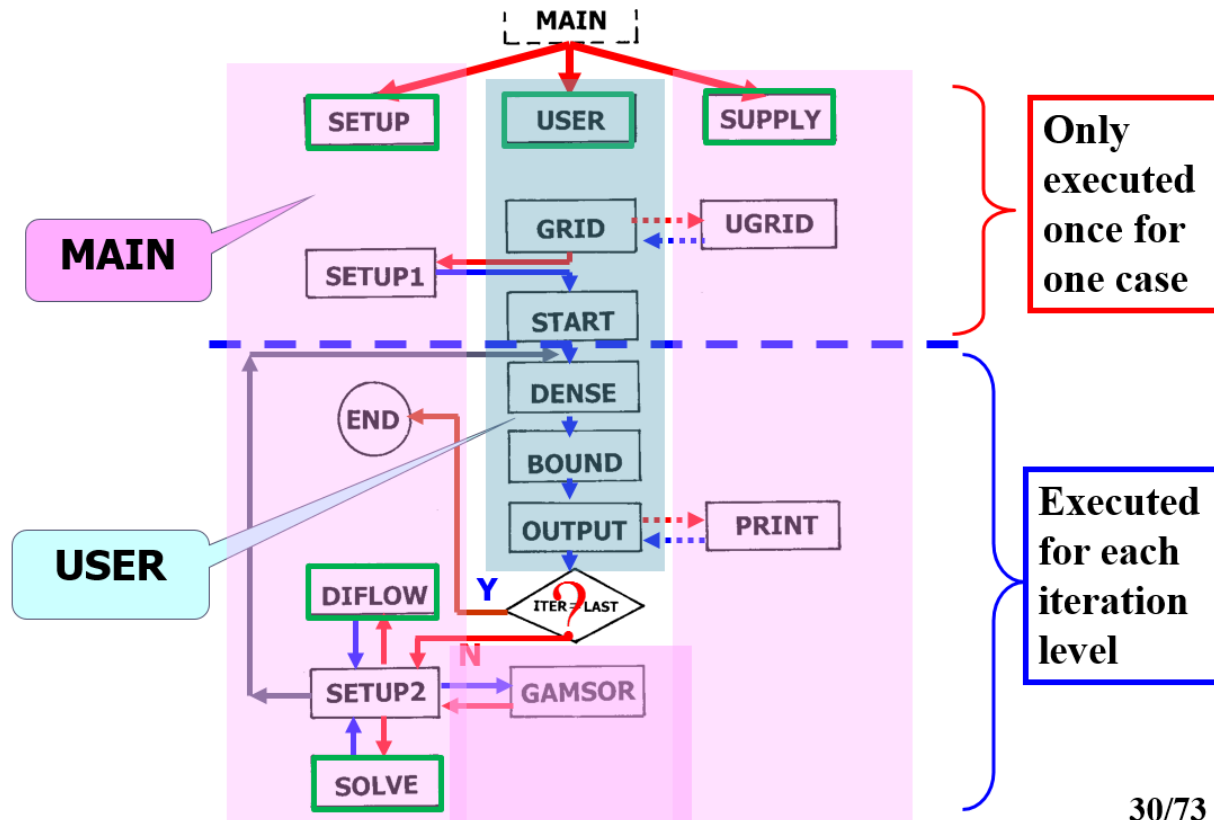 MAIN
SETUP
USER
SUPPLY
Only
executed
once for
one case
MAIN
GRID
UGRID
SETUP1
START
DENSE
END
BOUND
OUTPUT
PRINT
USER
Executed
for each
iteration
level
DIFLOW
Y
ITER=LAST
?
N
SETUP2
GAMSOR
SOLVE
30/73